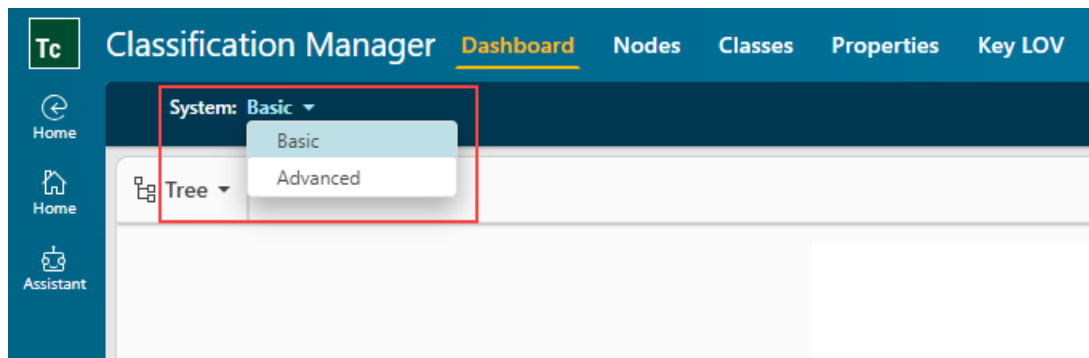 Tc
Classification Manager Dashboard Nodes Classes Properties Key LOV
Home
System: Basic
Basic
Advanced
Tree
Home
Assistant